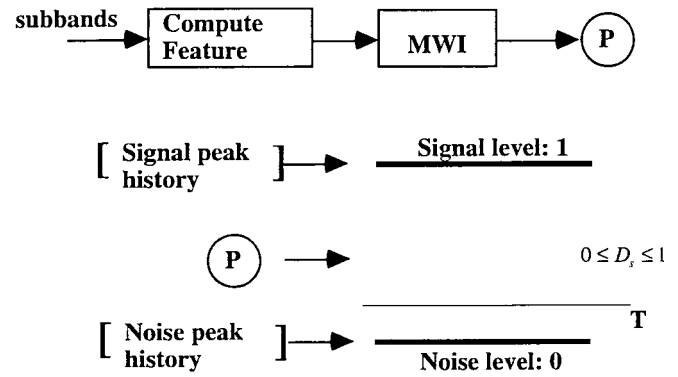 subbands
Compute
Feature
MWI
P
[ Signal peak
history ]
Signal level: 1
P
0 ≤ D_s ≤ 1
T
[ Noise peak
history ]
Noise level: 0